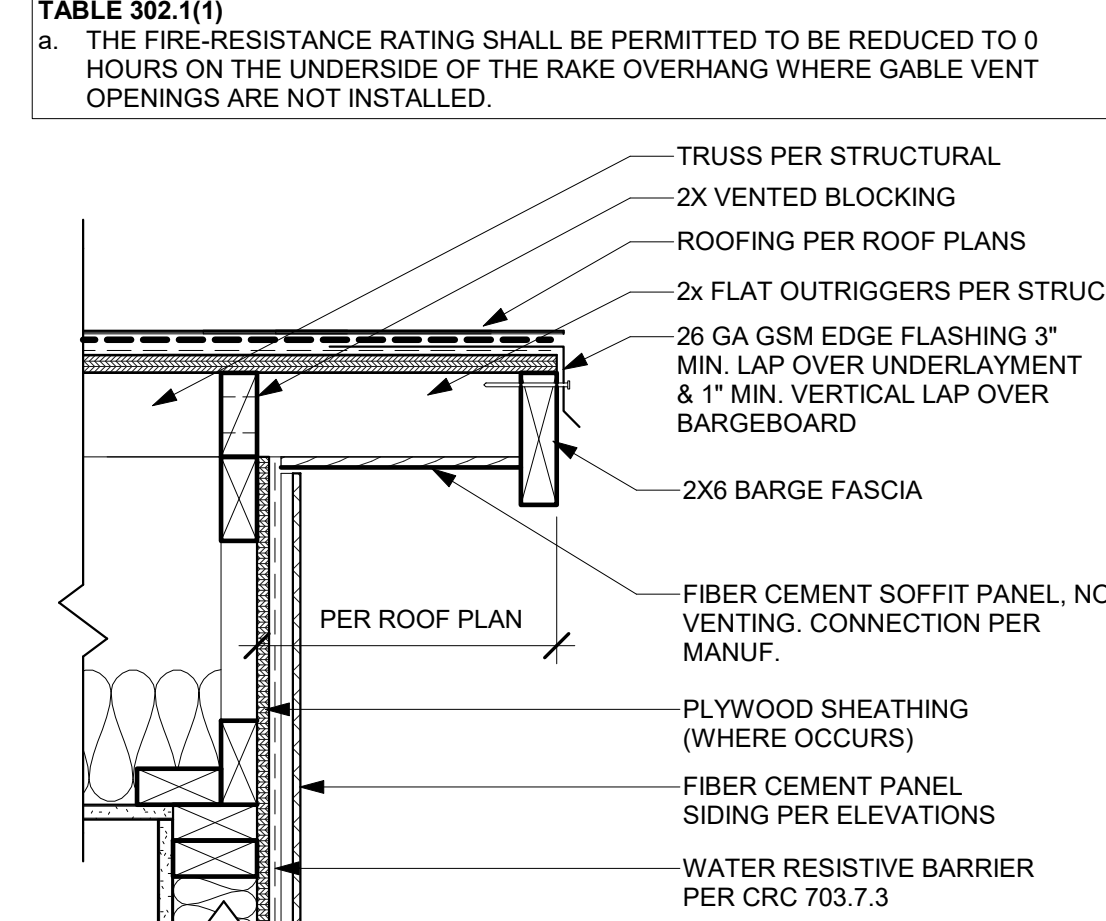 TABLE 302.1(1)
a. THE FIRE-RESISTANCE RATING SHALL BE PERMITTED TO BE REDUCED TO 0
HOURS ON THE UNDERSIDE OF THE RAKE OVERHANG WHERE GABLE VENT
OPENINGS ARE NOT INSTALLED.
TRUSS PER STRUCTURAL
2X VENTED BLOCKING
ROOFING PER ROOF PLANS
2x FLAT OUTRIGGERS PER STRUC
26 GA GSM EDGE FLASHING 3"
MIN. LAP OVER UNDERLAYMENT
& 1" MIN. VERTICAL LAP OVER
BARGEBOARD
2X6 BARGE FASCIA
FIBER CEMENT SOFFIT PANEL, NO
VENTING. CONNECTION PER
MANUF.
PER ROOF PLAN
PLYWOOD SHEATHING
(WHERE OCCURS)
FIBER CEMENT PANEL
SIDING PER ELEVATIONS
WATER RESISTIVE BARRIER
PER CRC 703.7.3